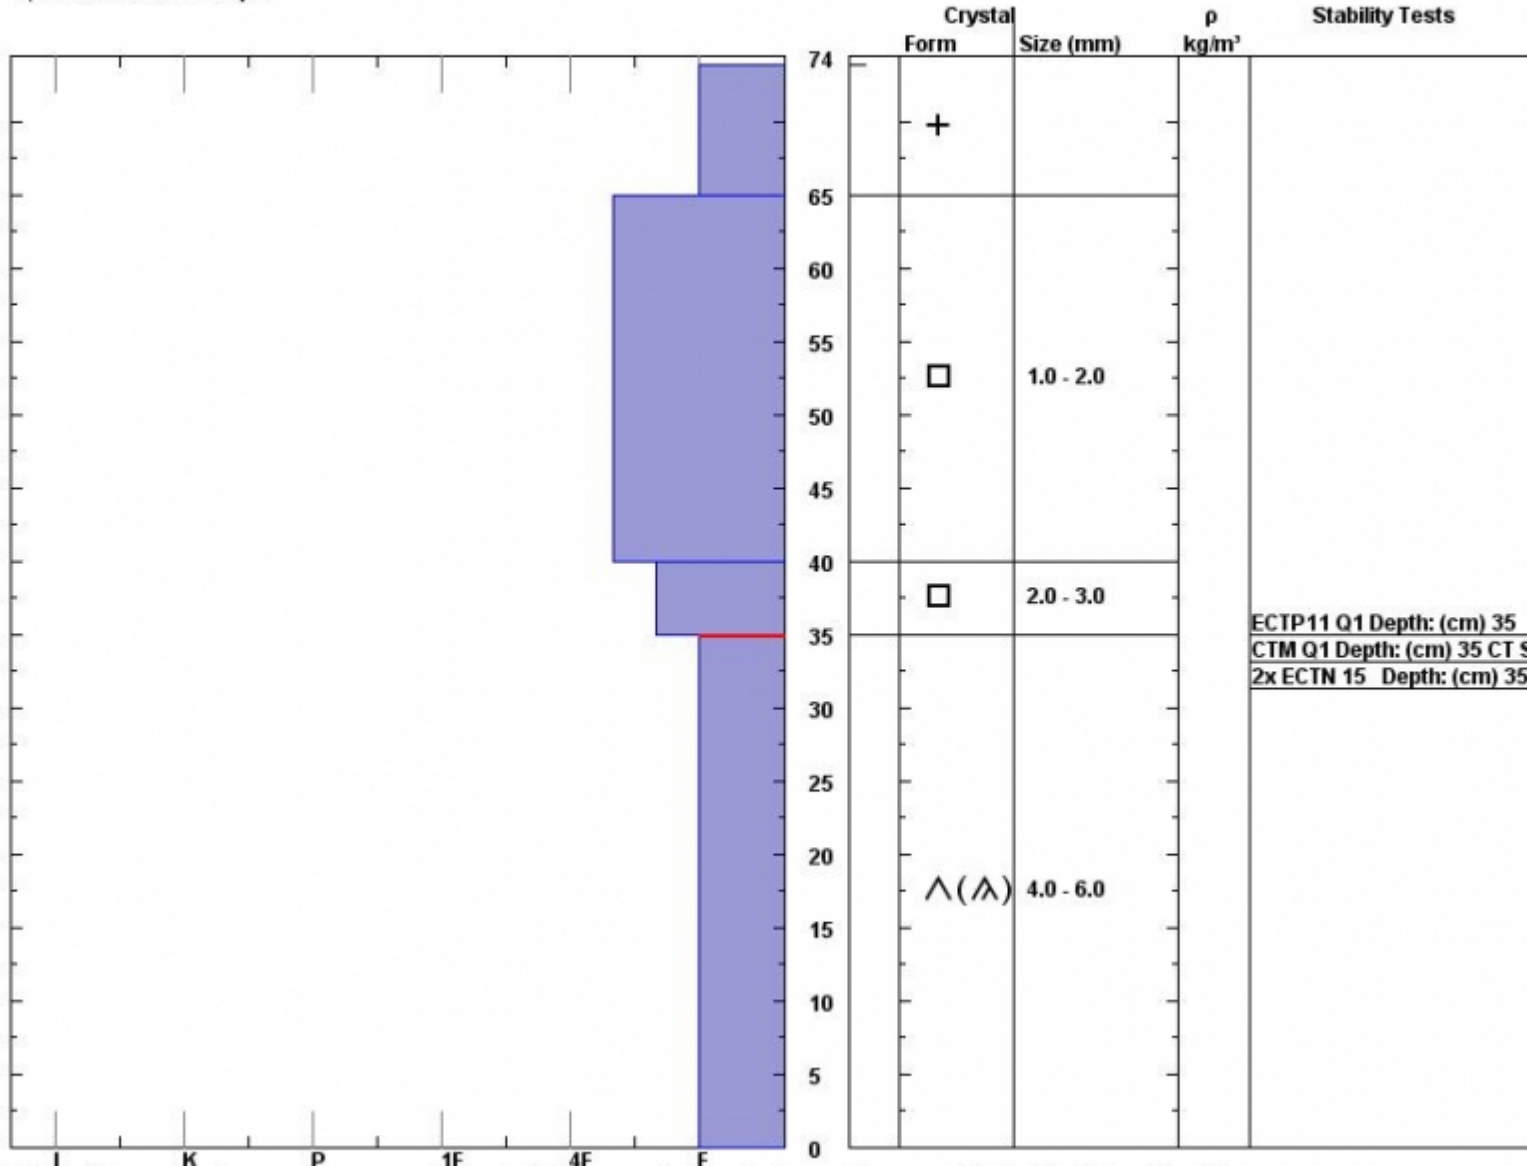 Crystal ρ Stability Tests
Form Size (mm) kg/m³
74
+
65
60
55
□ 1.0 - 2.0
50
45
40
□ 2.0 - 3.0
ECTP11 Q1 Depth: (cm) 35
35
CTM Q1 Depth: (cm) 35 CT
2x ECTN 15 Depth: (cm) 35
30
25
20
4.0 - 6.0
15
10
5
0
I K P 1F 4F F